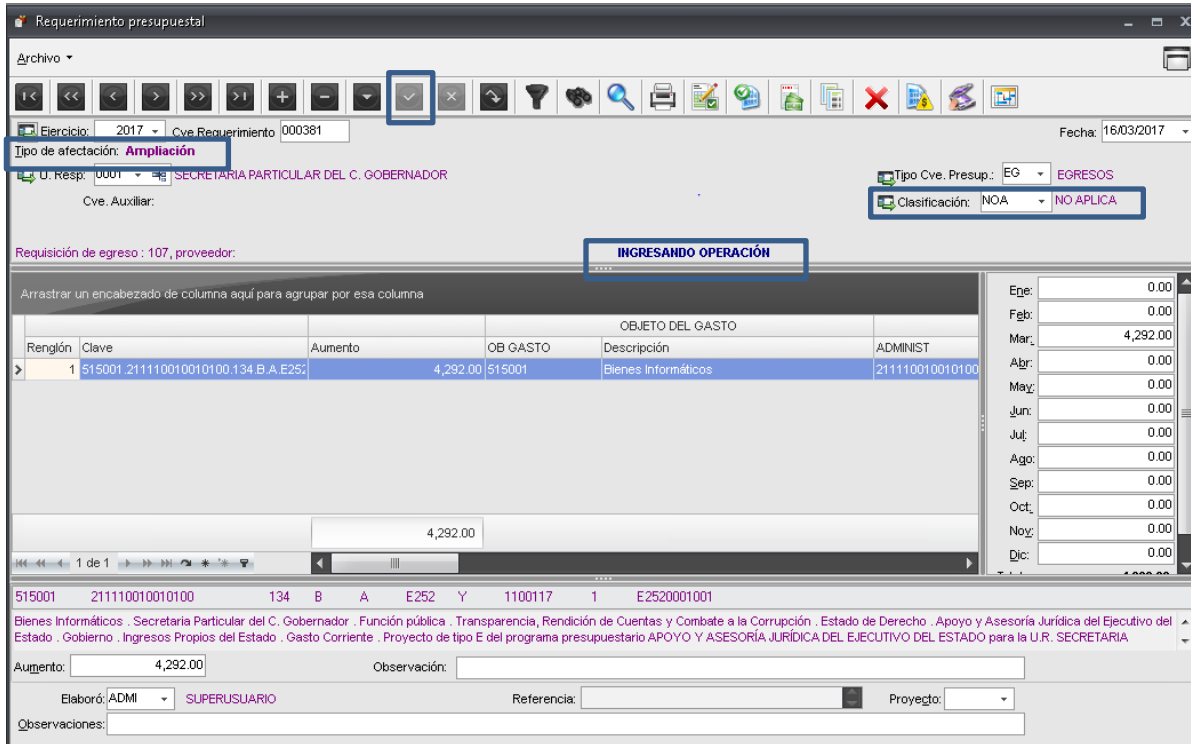 Requerimiento presupuestal
Archivo
Ejercicio: 2017 Cve.Requerimiento 000381 Fecha: 16/03/2017
Tipo de afectación: Ampliación
U. Resp: 0001 SECRETARIA PARTICULAR DEL C. GOBERNADOR Tipo Cve. Presup.: EG EGRESOS
Cve. Auxiliar: Clasificación: NOA NO APLICA
Requisición de egreso : 107, proveedor: INGRESANDO OPERACIÓN
Arrastrar un encabezado de columna aquí para agrupar por esa columna
OBJETO DEL GASTO
Renglón Clave Aumento OB GASTO Descripción ADMINIST
1 515001.211110010010100.134.B.A.E252 4,292.00 515001 Bienes Informáticos 211110010010100
4,292.00
1 de 1
Ene: 0.00
Feb: 0.00
Mar: 4,292.00
Abr: 0.00
May: 0.00
Jun: 0.00
Jul: 0.00
Ago: 0.00
Sep: 0.00
Oct: 0.00
Nov: 0.00
Dic: 0.00
515001 211110010010100 134 B A E252 Y 1100117 1 E2520001001
Bienes Informáticos . Secretaria Particular del C. Gobernador . Función pública . Transparencia, Rendición de Cuentas y Combate a la Corrupción . Estado de Derecho . Apoyo y Asesoría Jurídica del Ejecutivo del
Estado . Gobierno . Ingresos Propios del Estado . Gasto Corriente . Proyecto de tipo E del programa presupuestario APOYO Y ASESORÍA JURÍDICA DEL EJECUTIVO DEL ESTADO para la U.R. SECRETARIA
Aumento: 4,292.00 Observación:
Elaboró: ADMI SUPERUSUARIO Referencia: Proyecto:
Observaciones: